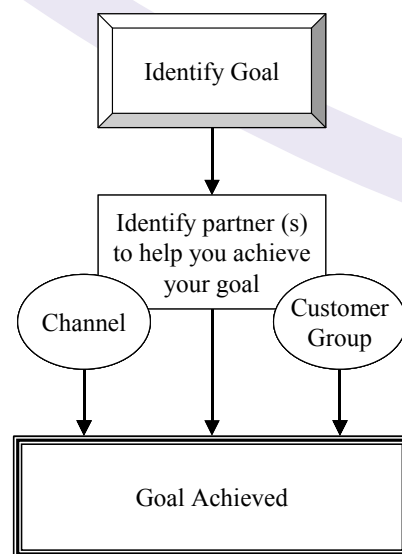 Identify Goal
Identify partner (s)
to help you achieve
your goal
Channel
Customer
Group
Goal Achieved